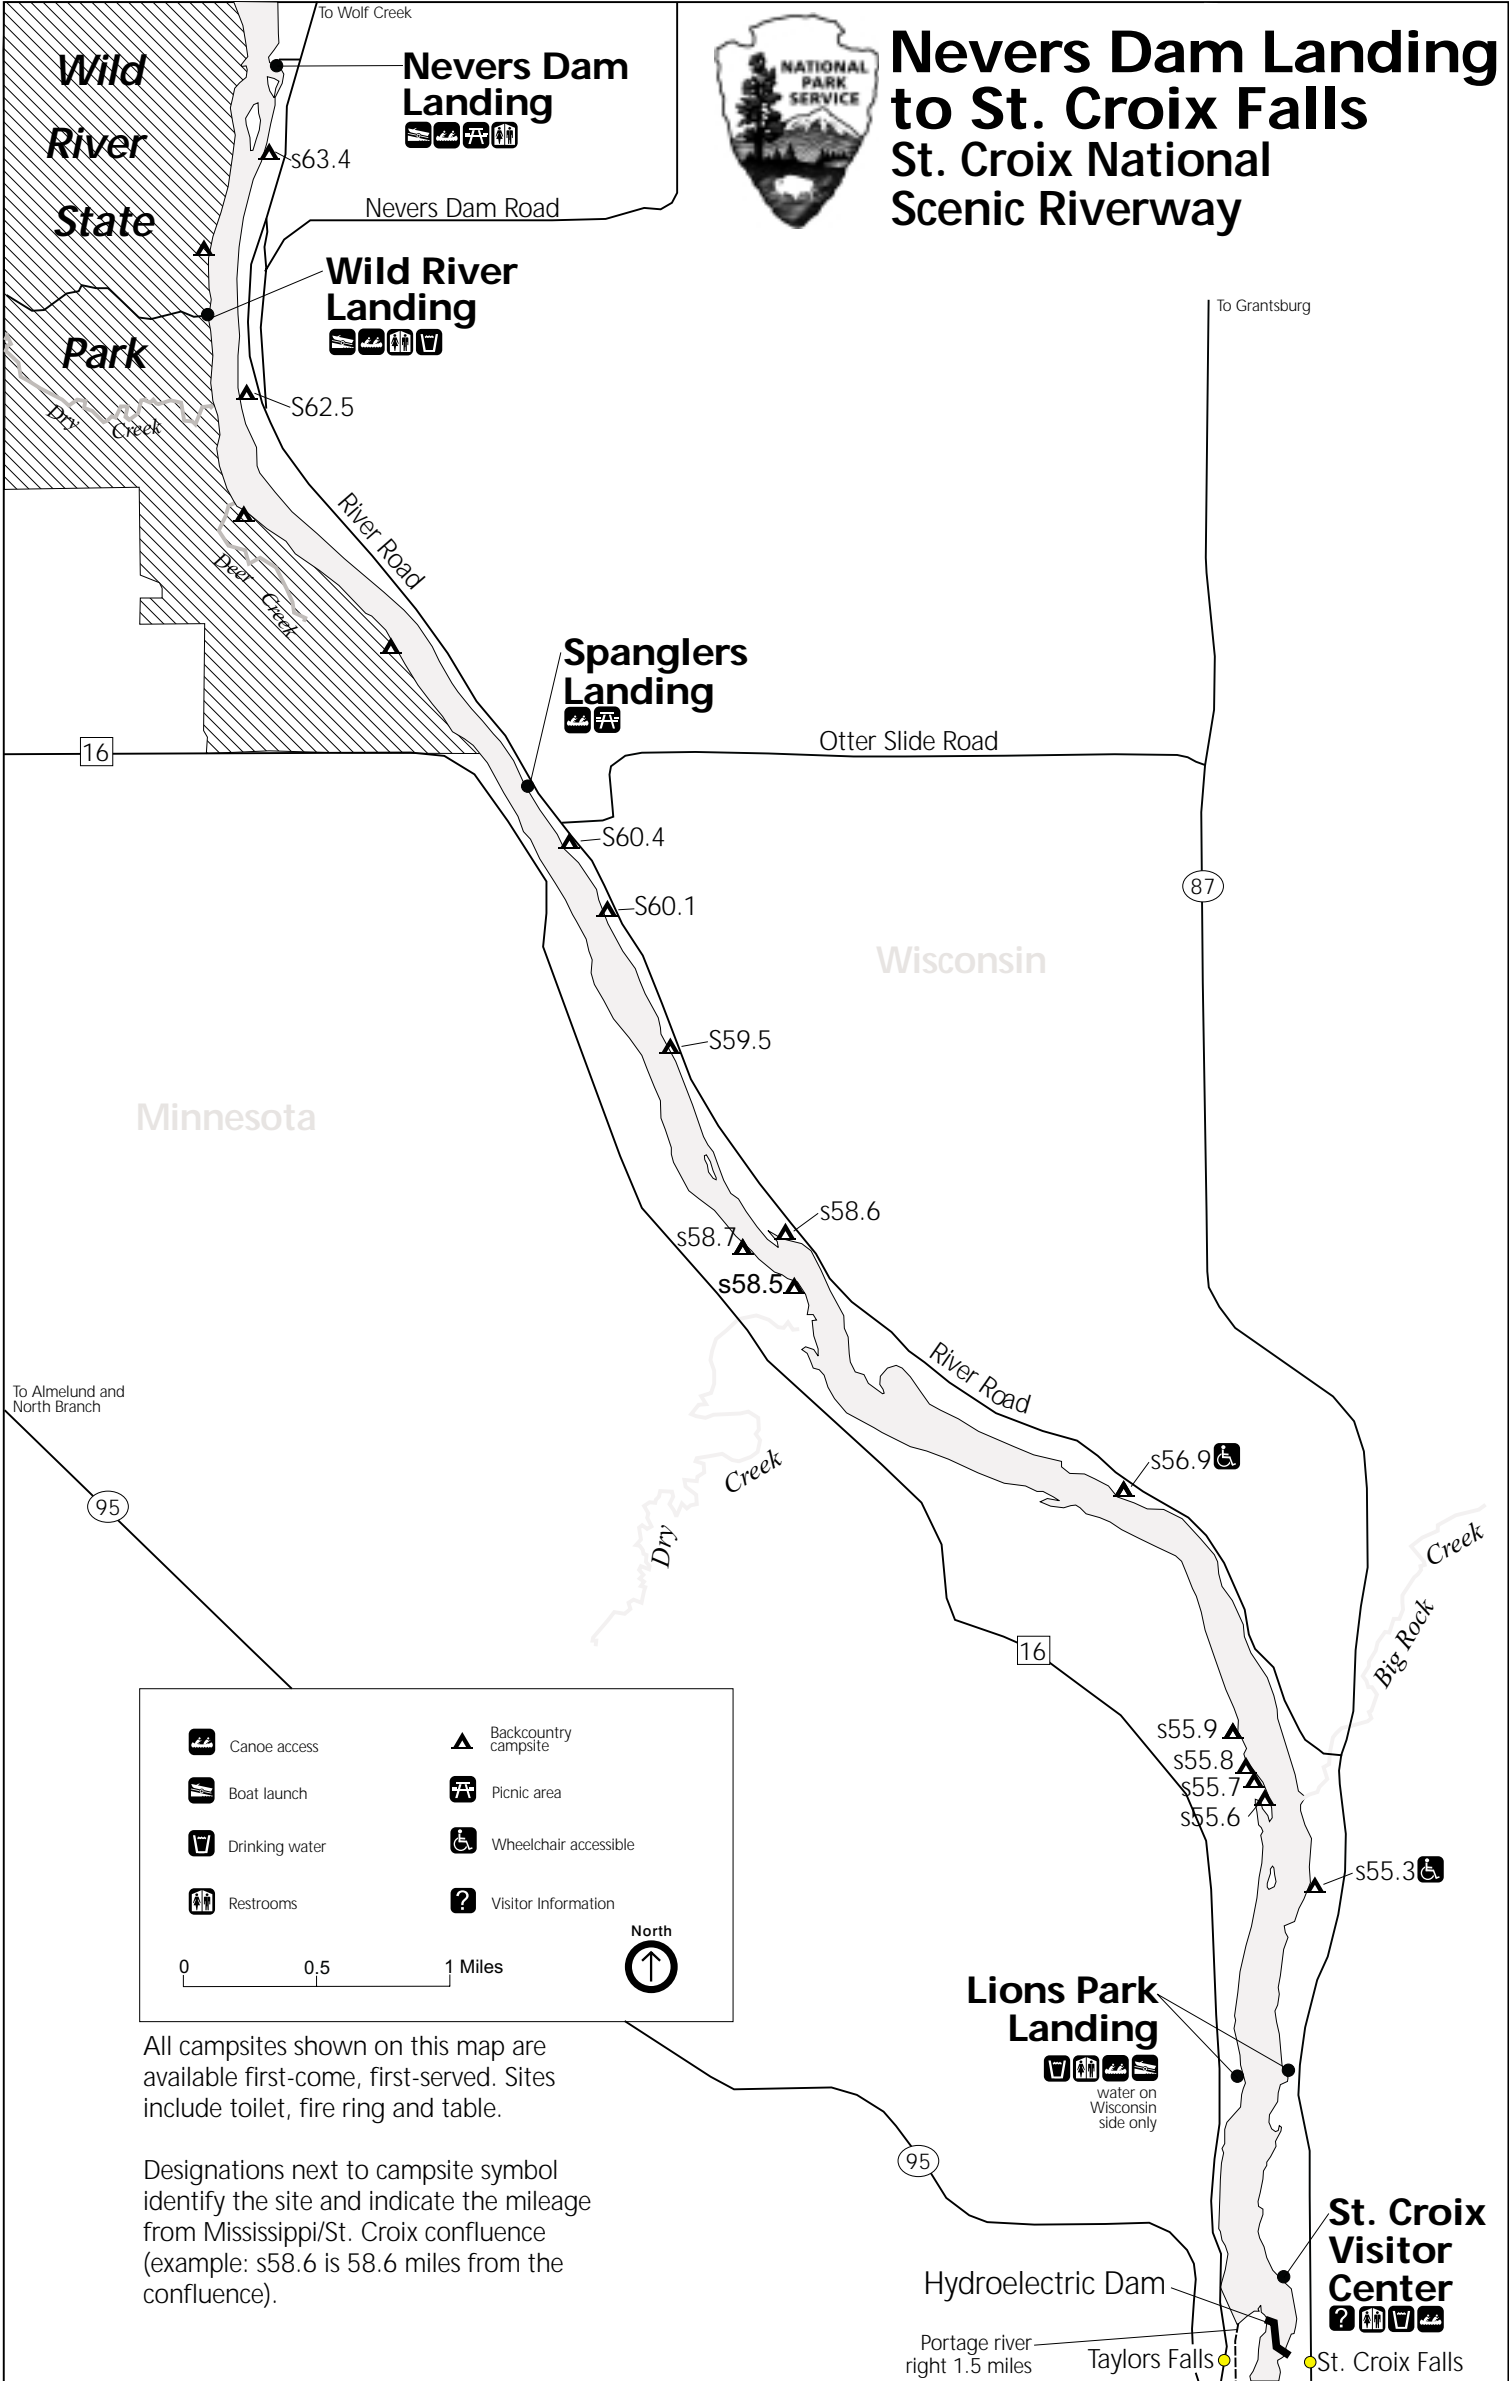 To Wolf Creek
Nevers Dam Landing
to St. Croix Falls
St. Croix National
Scenic Riverway
NATIONAL
PARK
SERVICE
Wild
River
State
Park
Nevers Dam
Landing
s63.4
Nevers Dam Road
Wild River
Landing
To Grantsburg
S62.5
Dry Creek
River Road
Deer Creek
Spanglers
Landing
16
Otter Slide Road
S60.4
87
S60.1
Wisconsin
S59.5
Minnesota
s58.6
s58.7
s58.5
River Road
To Almelund and
North Branch
s56.9
Dry Creek
95
Big Rock Creek
16
s55.9
s55.8
s55.7
s55.6
s55.3
Canoe access
Backcountry
campsite
Boat launch
Picnic area
Drinking water
Wheelchair accessible
Restrooms
?
Visitor Information
North
0 0.5 1 Miles
Lions Park
Landing
water on
Wisconsin
side only
All campsites shown on this map are
available first-come, first-served. Sites
include toilet, fire ring and table.
Designations next to campsite symbol
identify the site and indicate the mileage
from Mississippi/St. Croix confluence
(example: s58.6 is 58.6 miles from the
confluence).
95
St. Croix
Visitor
Center
?
Hydroelectric Dam
Portage river
right 1.5 miles
Taylors Falls
St. Croix Falls